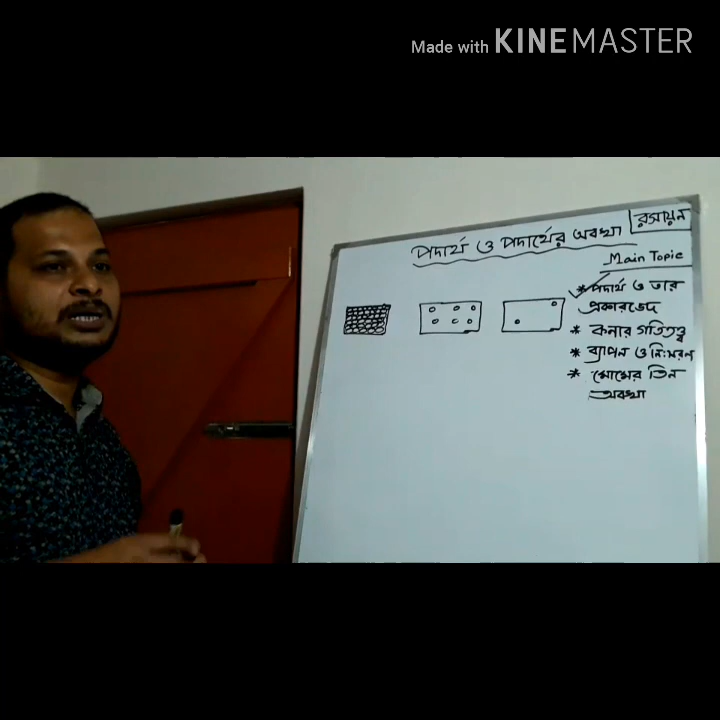 Made with KINEMASTER
রসায়ন
পদার্থ ও পদার্থের অবস্থা
Main Topic
* পদার্থ ও তার
প্রকারভেদ
* কনার গতিতত্ত্ব
* ব্যাপন ও নিঃসরণ
* মোমের তিন
অবস্থা